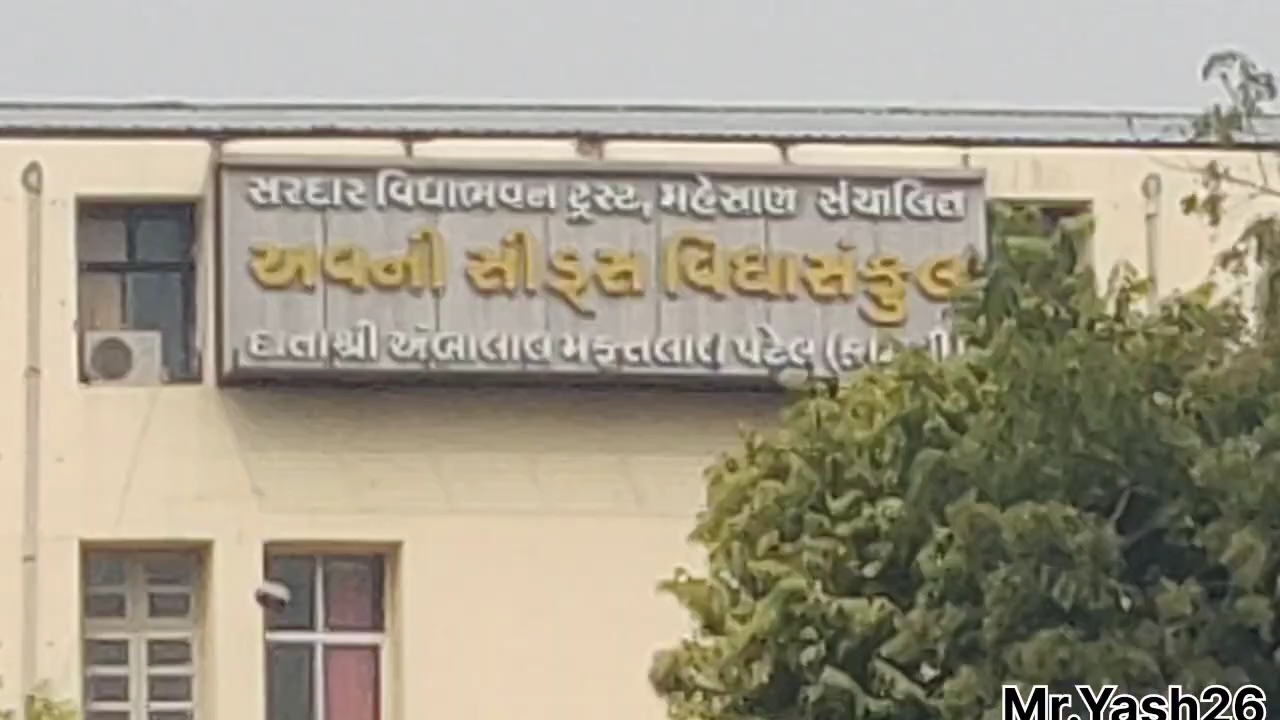 સરદાર વિદ્યાભવન ટ્રસ્ટ, મહેસાણા સંચાલિત
અવની સીડ્સ વિદ્યાસંકુલ
દાતાશ્રી અંબાલાલ મફતલાલ પટેલ
Mr.Yash26